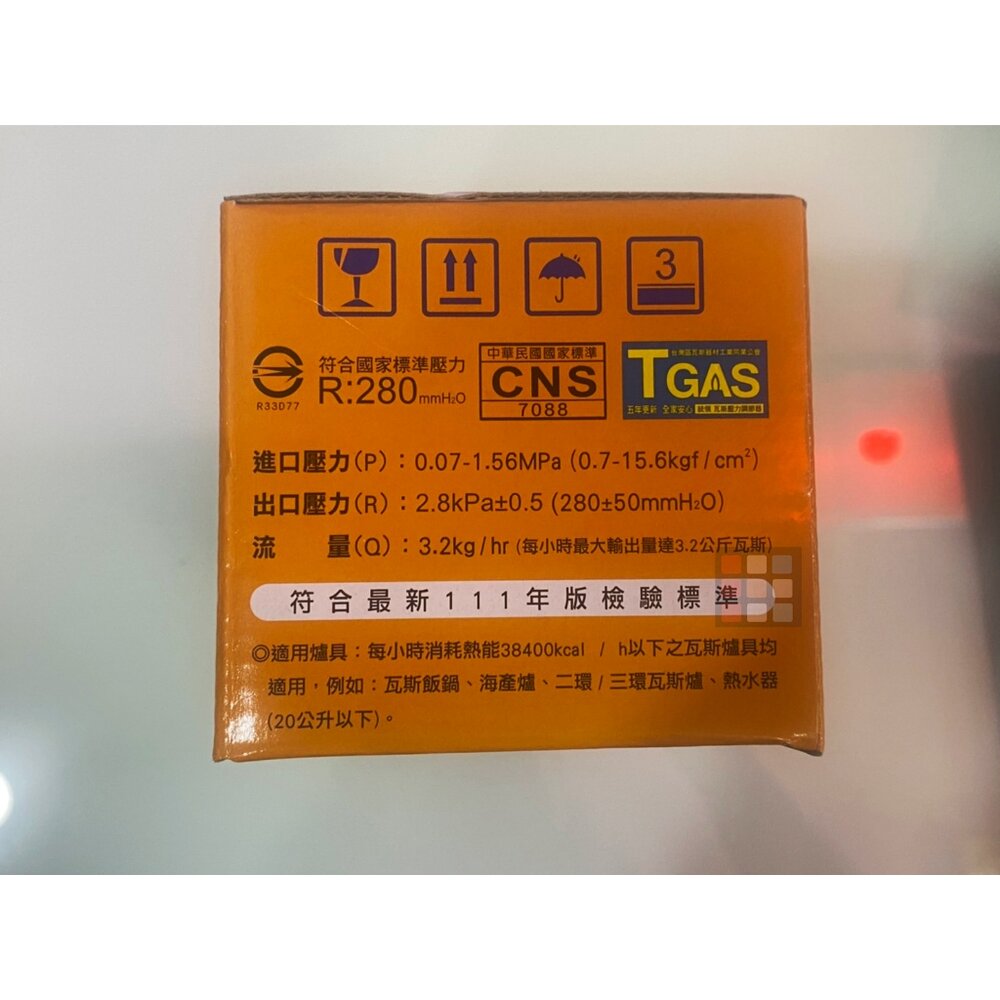 3
符合國家標準壓力
R:280mmH₂O
R33D77
中華民國國家標準
CNS
7088
台灣區瓦斯器材工業同業公會
TGAS
五年更新 全家安心 瓦斯壓力調節器
進口壓力(P)：0.07-1.56MPa (0.7-15.6kgf/cm²)
出口壓力(R)：2.8kPa±0.5 (280±50mmH₂O)
流 量(Q)：3.2kg/hr (每小時最大輸出量達3.2公斤瓦斯)
符合最新111年版檢驗標準
◎適用爐具：每小時消耗熱能38400kcal / h以下之瓦斯爐具均
適用，例如：瓦斯飯鍋、海產爐、二環/三環瓦斯爐、熱水器
(20公升以下)。